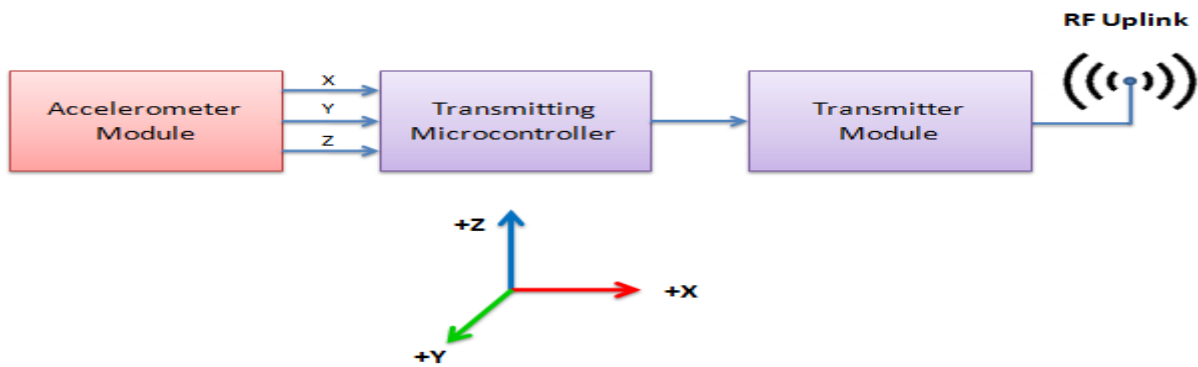 RF Uplink
Accelerometer
Module
X
Y
Z
Transmitting
Microcontroller
Transmitter
Module
+Z
+X
+Y